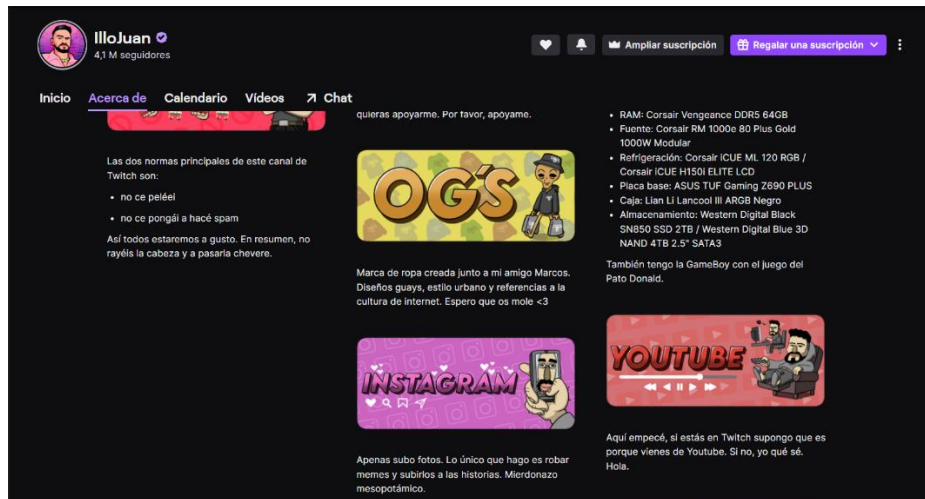 IlloJuan
4,1 M seguidores
Ampliar suscripción
Regalar una suscripción
Inicio
Acerca de
Calendario
Vídeos
Chat
Las dos normas principales de este canal de
Twitch son:
• no ce peléei
• no ce pongái a hacé spam
Así todos estaremos a gusto. En resumen, no
rayéis la cabeza y a pasarla chevere.
quieras apoyarme. Por favor, apóyame.
OG'S
Marca de ropa creada junto a mi amigo Marcos.
Diseños guays, estilo urbano y referencias a la
cultura de internet. Espero que os mole <3
INSTAGRAM
Apenas subo fotos. Lo único que hago es robar
memes y subirlos a las historias. Mierdonazo
mesopotámico.
• RAM: Corsair Vengeance DDR5 64GB
• Fuente: Corsair RM 1000e 80 Plus Gold
1000W Modular
• Refrigeración: Corsair iCUE ML 120 RGB /
Corsair iCUE H150i ELITE LCD
• Placa base: ASUS TUF Gaming Z690 PLUS
• Caja: Lian Li Lancool III ARGB Negro
• Almacenamiento: Western Digital Black
SN850 SSD 2TB / Western Digital Blue 3D
NAND 4TB 2.5" SATA3
También tengo la GameBoy con el juego del
Pato Donald.
YOUTUBE
Aquí empecé, si estás en Twitch supongo que es
porque vienes de Youtube. Si no, yo qué sé.
Hola.